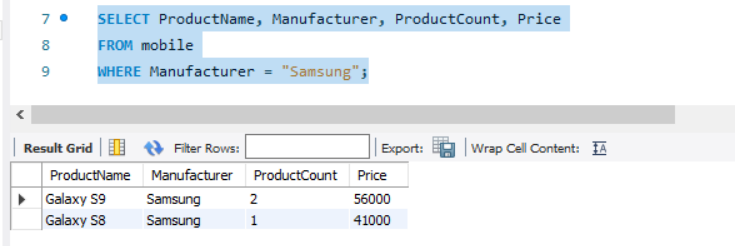 7 SELECT ProductName, Manufacturer, ProductCount, Price
8 FROM mobile
9 WHERE Manufacturer = "Samsung";
Result Grid Filter Rows: Export: Wrap Cell Content: IA
ProductName Manufacturer ProductCount Price
Galaxy S9 Samsung 2 56000
Galaxy S8 Samsung 1 41000